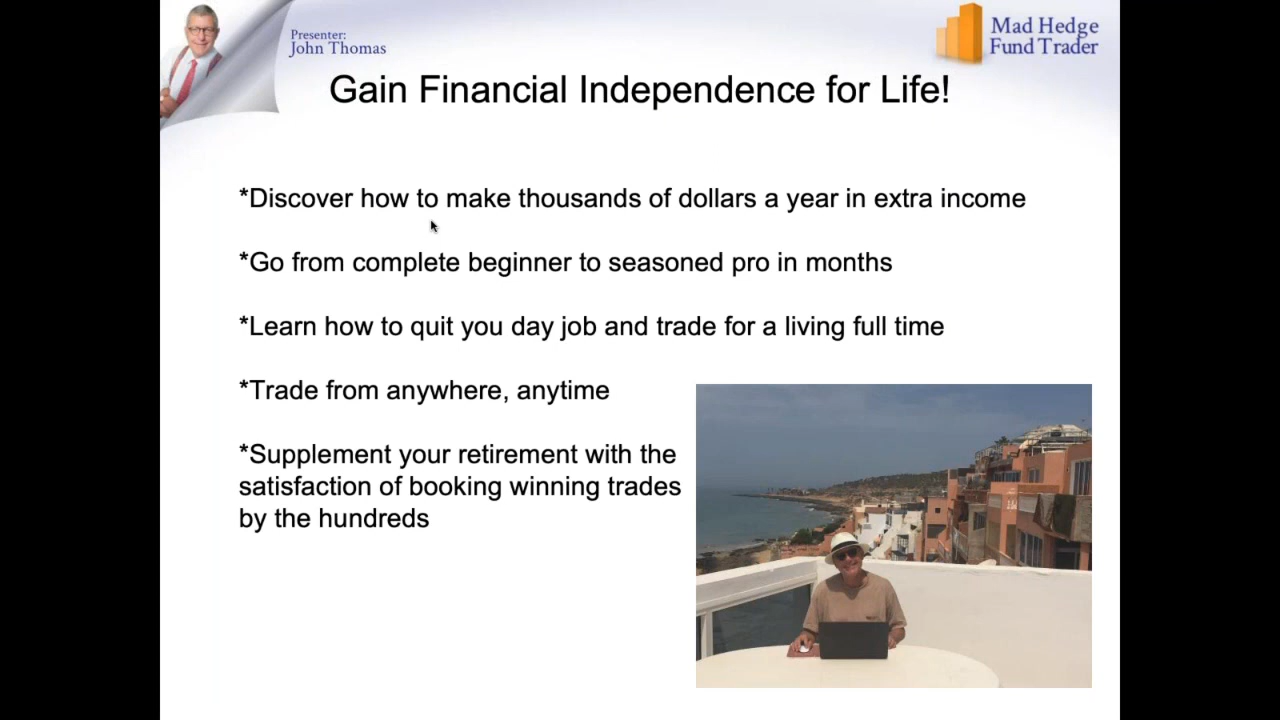 Presenter:
John Thomas
Mad Hedge
Fund Trader
Gain Financial Independence for Life!
*Discover how to make thousands of dollars a year in extra income
*Go from complete beginner to seasoned pro in months
*Learn how to quit you day job and trade for a living full time
*Trade from anywhere, anytime
*Supplement your retirement with the
satisfaction of booking winning trades
by the hundreds